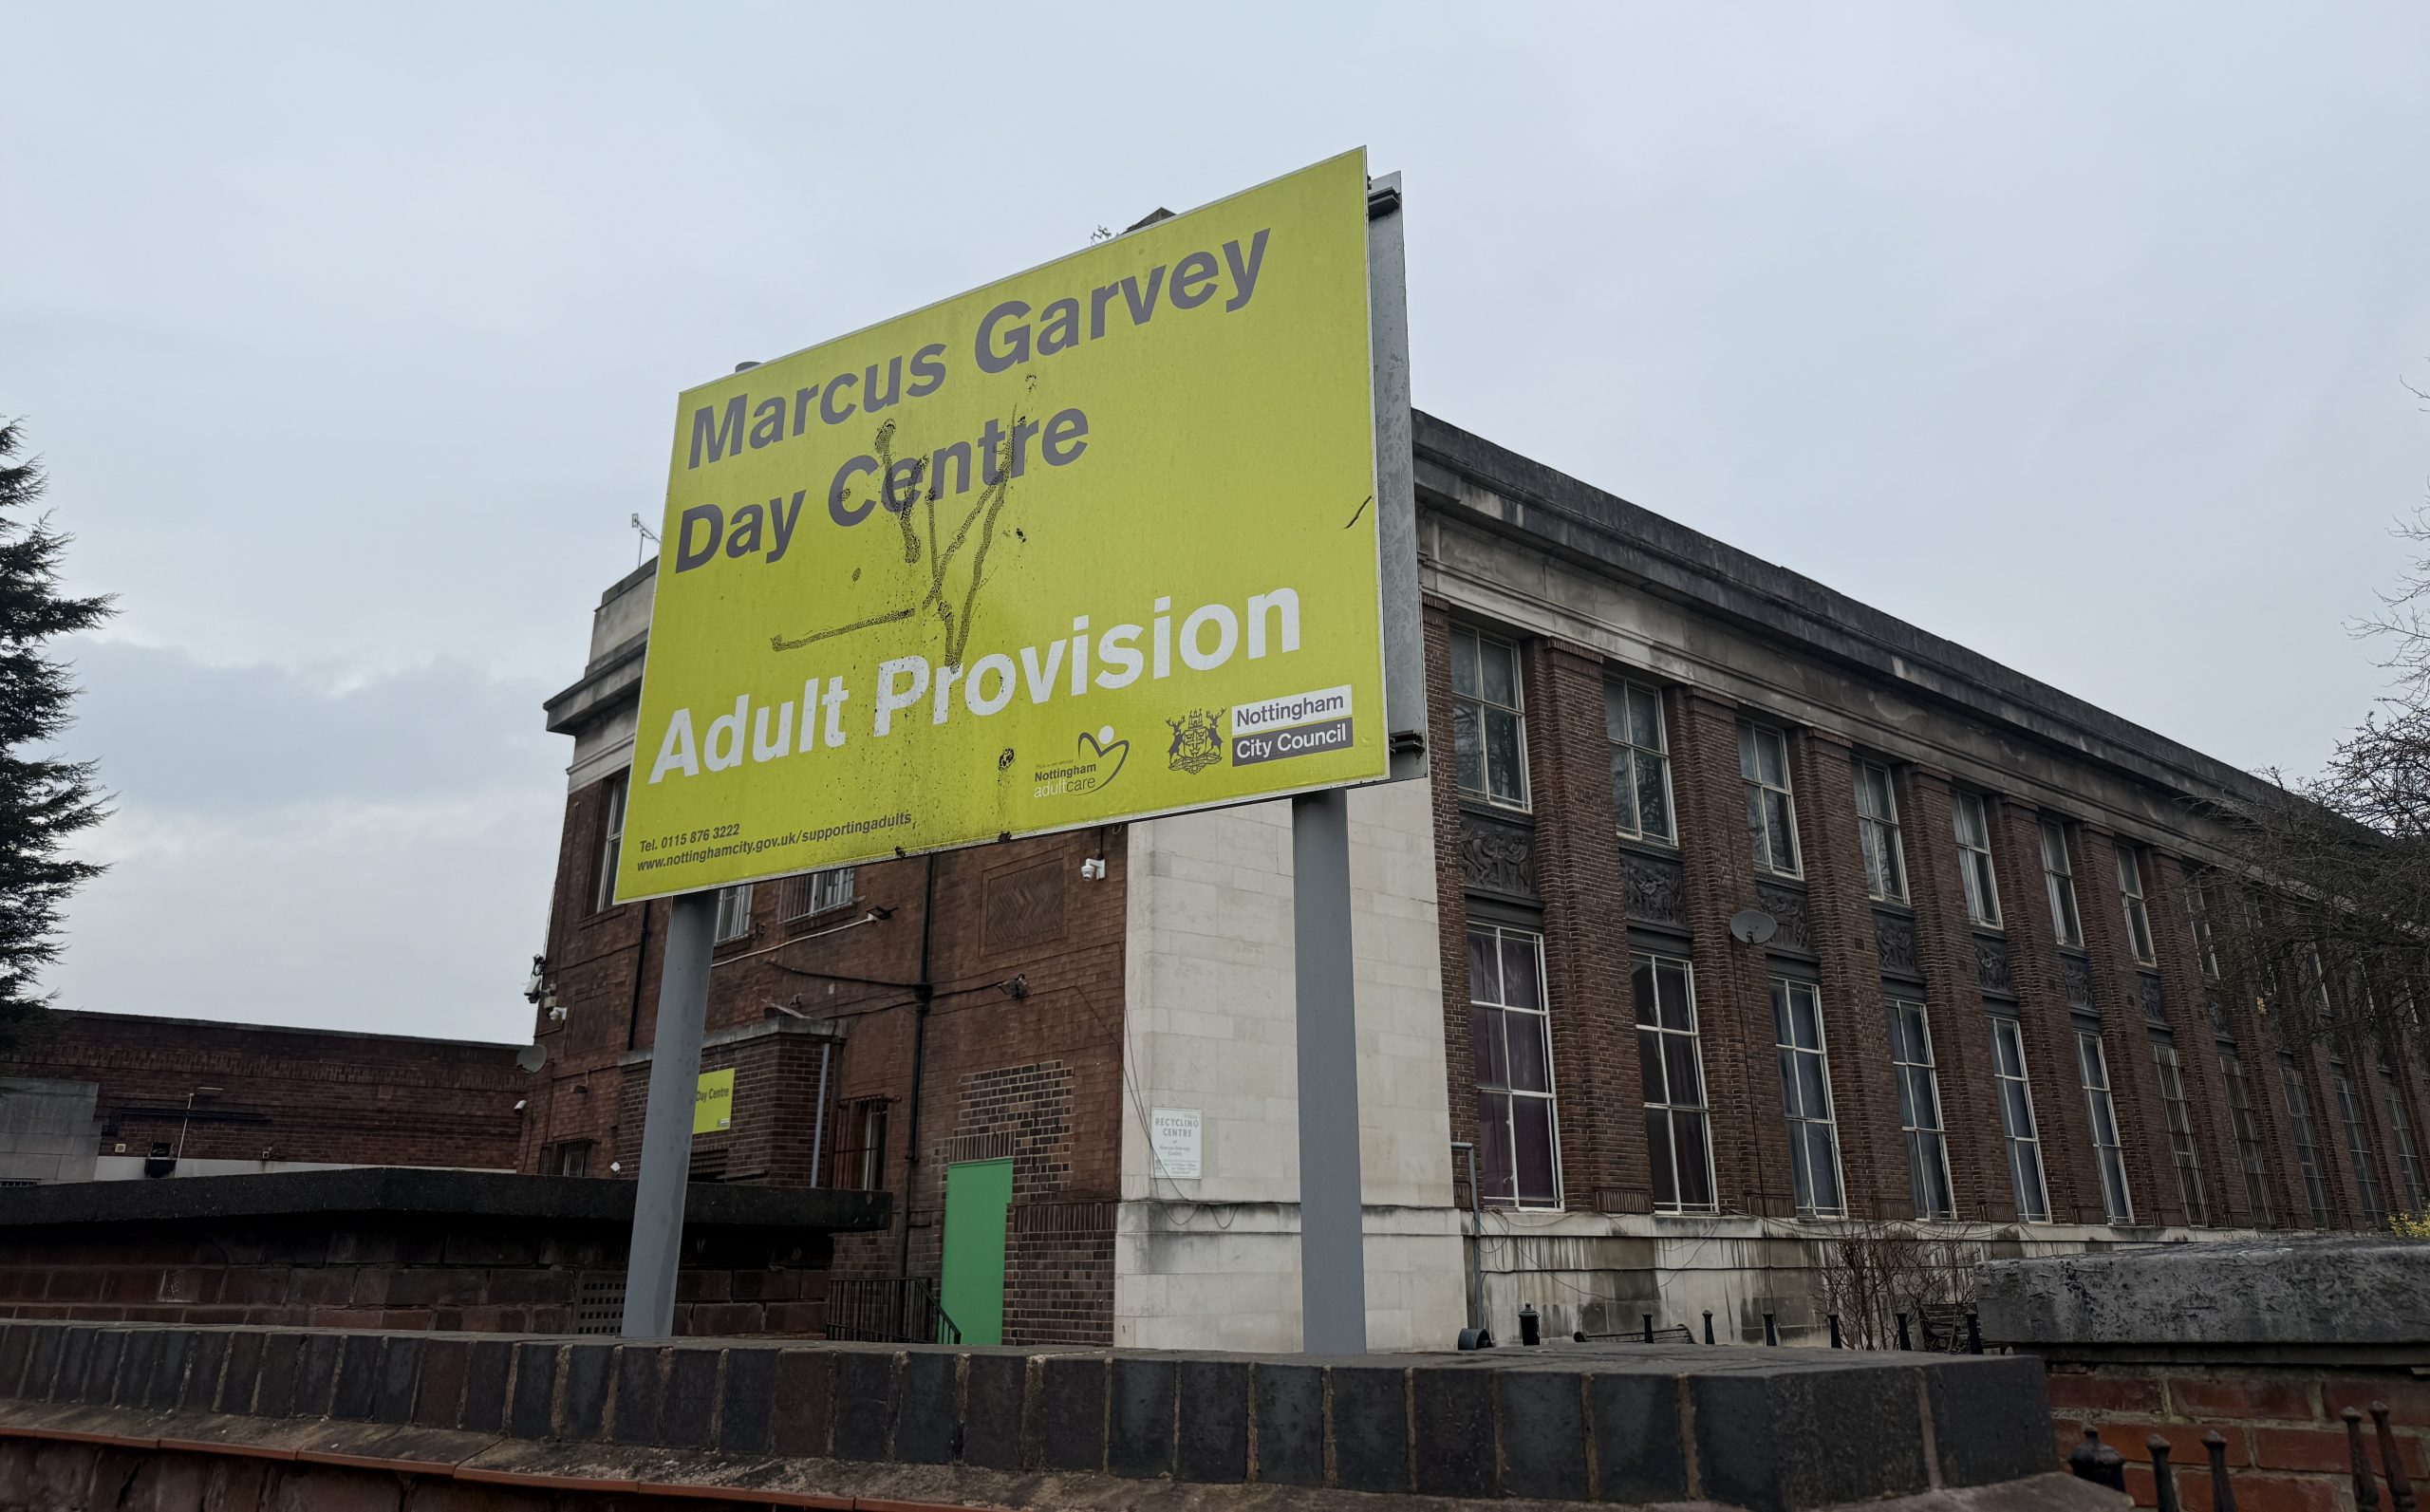 Marcus Garvey
Day Centre
Adult Provision
Nottingham
City Council
Nottingham
adultcare
Tel. 0115 876 3222
www.nottinghamcity.gov.uk/supportingadults
Day Centre
RECYCLING
CENTRE